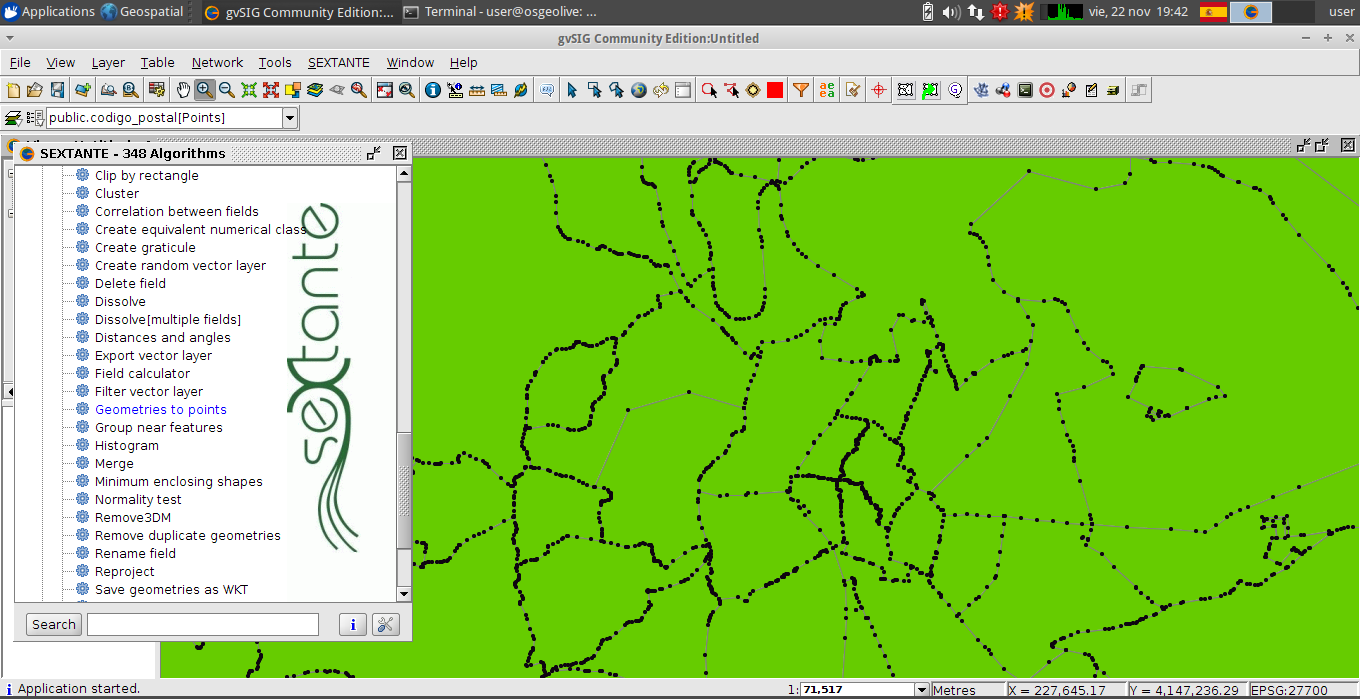 Applications Geospatial gvSIG Community Edition:... Terminal - user@osgeolive: ... vie, 22 nov 19:42 user
gvSIG Community Edition:Untitled
File View Layer Table Network Tools SEXTANTE Window Help
public.codigo_postal[Points]
SEXTANTE - 348 Algorithms
Clip by rectangle
Cluster
Correlation between fields
Create equivalent numerical class
Create graticule
Create random vector layer
Delete field
Dissolve
Dissolve[multiple fields]
Distances and angles
Export vector layer
Field calculator
Filter vector layer
Geometries to points
Group near features
Histogram
Merge
Minimum enclosing shapes
Normality test
Remove3DM
Remove duplicate geometries
Rename field
Reproject
Save geometries as WKT
sextante
Search
Application started. 1: 71,517 Metres X = 227,645.17 Y = 4,147,236.29 EPSG:27700